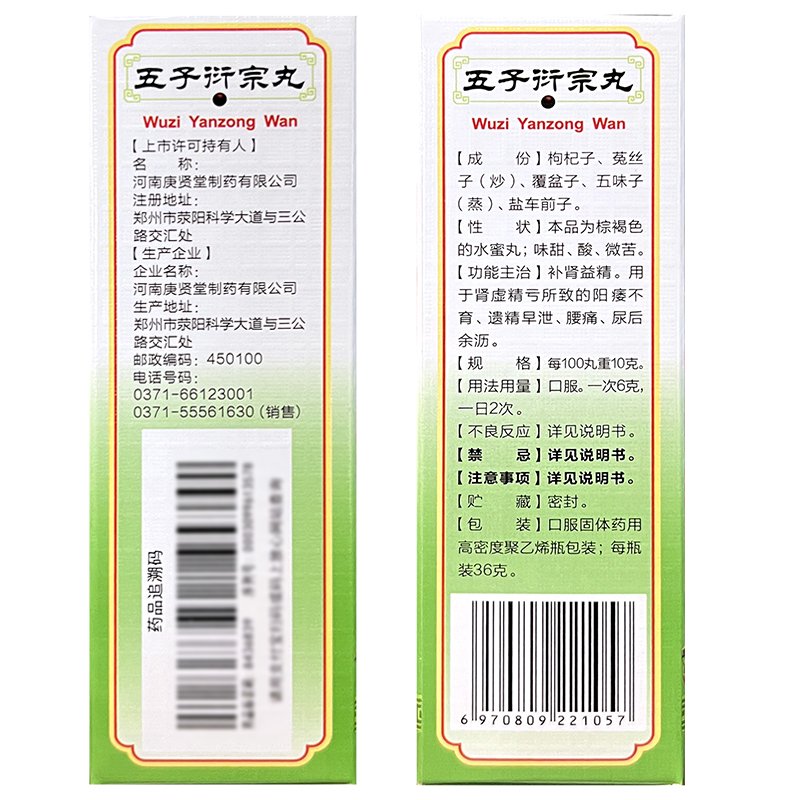 五子衍宗丸
Wuzi Yanzong Wan
【上市许可持有人】
名　　称：
河南庚贤堂制药有限公司
注册地址：
郑州市荥阳科学大道与三公
路交汇处
【生产企业】
企业名称：
河南庚贤堂制药有限公司
生产地址：
郑州市荥阳科学大道与三公
路交汇处
邮政编码：450100
电话号码：
0371-66123001
0371-55561630（销售）
药品追溯码
五子衍宗丸
Wuzi Yanzong Wan
【成　　份】枸杞子、菟丝
子（炒）、覆盆子、五味子
（蒸）、盐车前子。
【性　　状】本品为棕褐色
的水蜜丸；味甜、酸、微苦。
【功能主治】补肾益精。用
于肾虚精亏所致的阳痿不
育、遗精早泄、腰痛、尿后
余沥。
【规　　格】每100丸重10克。
【用法用量】口服。一次6克，
一日2次。
【不良反应】详见说明书。
【禁　　忌】详见说明书。
【注意事项】详见说明书。
【贮　　藏】密封。
【包　　装】口服固体药用
高密度聚乙烯瓶包装；每瓶
装36克。
6 970809 221057